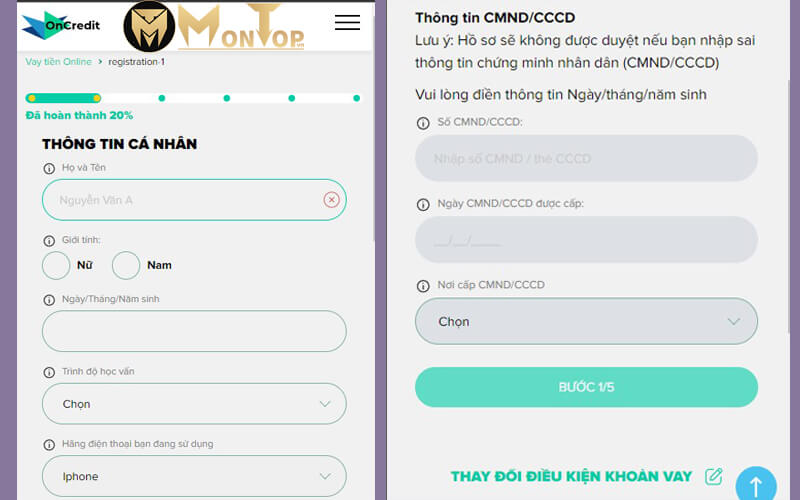 OnCredit
MONTOP.VN
Vay tiền Online > registration-1
Đã hoàn thành 20%
THÔNG TIN CÁ NHÂN
Họ và Tên
Nguyễn Văn A
Giới tính:
Nữ
Nam
Ngày/Tháng/Năm sinh
Trình độ học vấn
Chọn
Hãng điện thoại bạn đang sử dụng
Iphone
Thông tin CMND/CCCD
Lưu ý: Hồ sơ sẽ không được duyệt nếu bạn nhập sai
thông tin chứng minh nhân dân (CMND/CCCD)
Vui lòng điền thông tin Ngày/tháng/năm sinh
Số CMND/CCCD:
Nhập số CMND / thẻ CCCD
Ngày CMND/CCCD được cấp:
__/__/____
Nơi cấp CMND/CCCD
Chọn
BƯỚC 1/5
THAY ĐỔI ĐIỀU KIỆN KHOẢN VAY